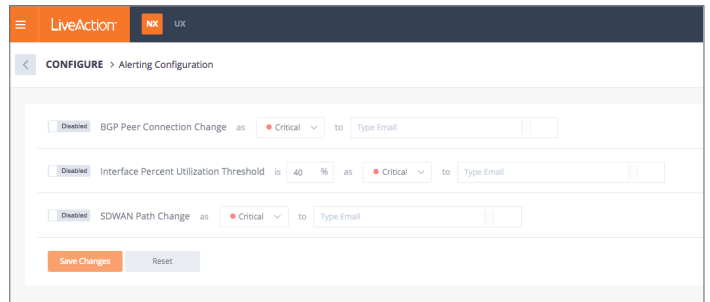 LiveAction NX UX
CONFIGURE > Alerting Configuration
Disabled BGP Peer Connection Change as Critical to Type Email
Disabled Interface Percent Utilization Threshold is 40 % as Critical to Type Email
Disabled SDWAN Path Change as Critical to Type Email
Save Changes Reset